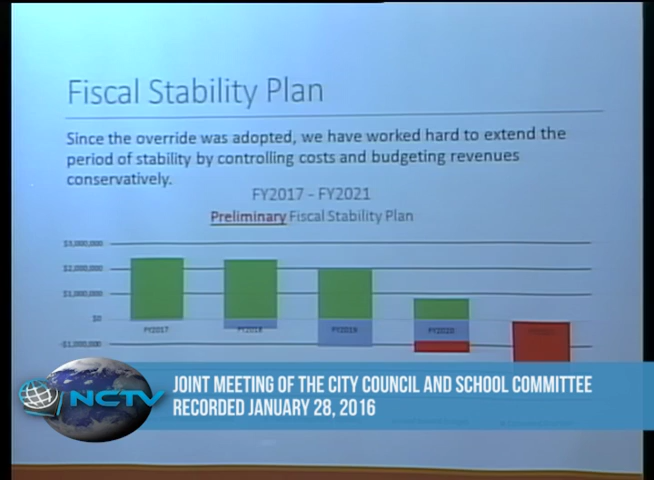 Fiscal Stability Plan
Since the override was adopted, we have worked hard to extend the
period of stability by controlling costs and budgeting revenues
conservatively.
FY2017 - FY2021
Preliminary Fiscal Stability Plan
$3,000,000
$2,000,000
$1,000,000
$0
FY2017
FY2018
FY2019
FY2020
-$1,000,000
NCTV
JOINT MEETING OF THE CITY COUNCIL AND SCHOOL COMMITTEE
RECORDED JANUARY 28, 2016